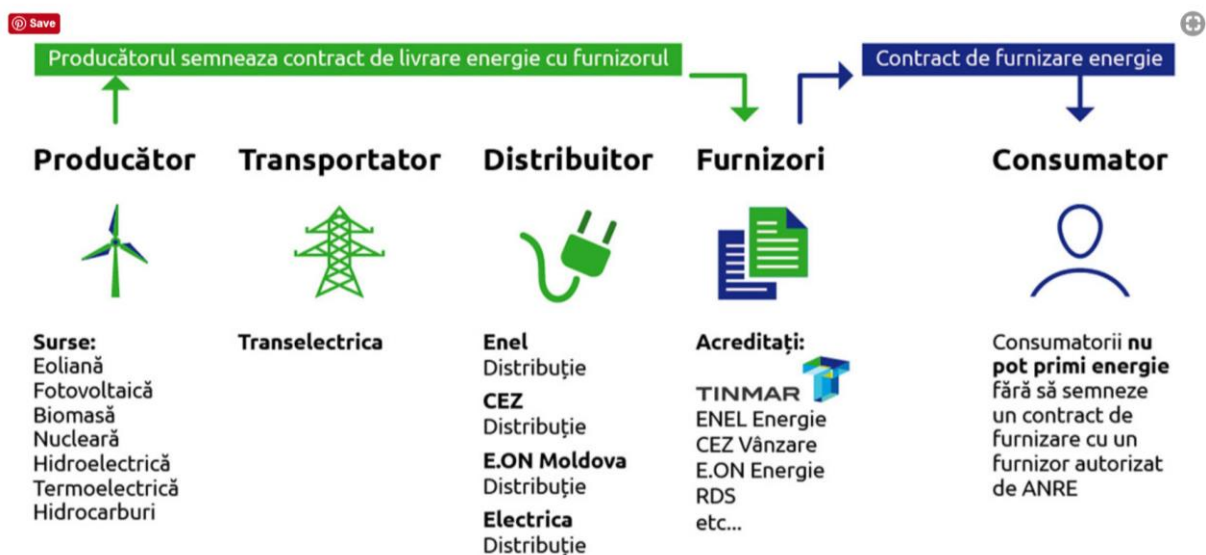 Save
Producătorul semneaza contract de livrare energie cu furnizorul
Contract de furnizare energie
Producător
Transportator
Distribuitor
Furnizori
Consumator
Surse:
Eoliană
Fotovoltaică
Biomasă
Nucleară
Hidroelectrică
Termoelectrică
Hidrocarburi
Transelectrica
Enel
Distribuție
CEZ
Distribuție
E.ON Moldova
Distribuție
Electrica
Distribuție
Acreditați:
TINMAR
ENEL Energie
CEZ Vânzare
E.ON Energie
RDS
etc...
Consumatorii nu
pot primi energie
fără să semneze
un contract de
furnizare cu un
furnizor autorizat
de ANRE